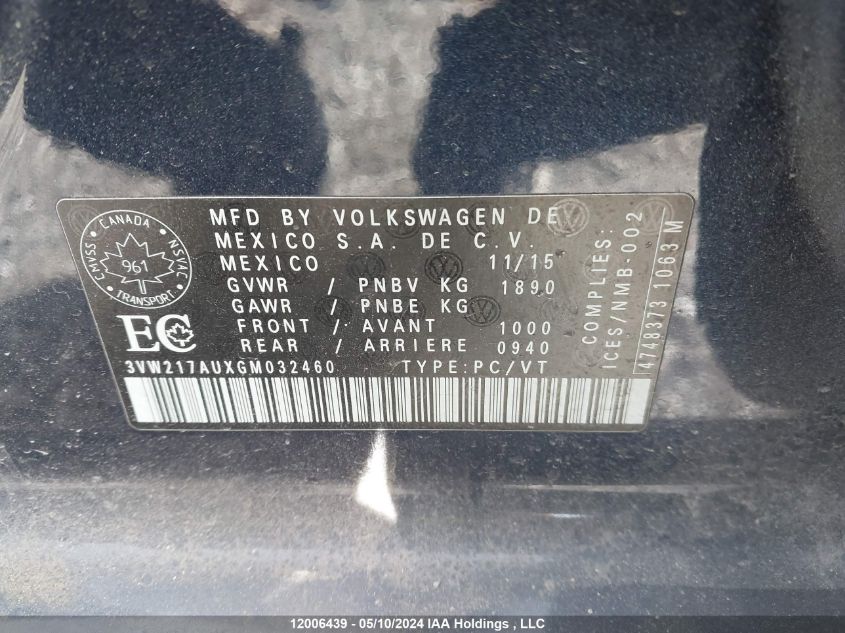 CANADA
CMVSS
NSVAC
961
TRANSPORT
EC
MFD BY VOLKSWAGEN DE
MEXICO S.A. DE C.V.
MEXICO 11/15
GVWR / PNBV KG 1890
GAWR / PNBE KG
FRONT / AVANT 1000
REAR / ARRIERE 0940
3VW217AUXGM032460 TYPE:PC/VT
COMPLIES:
ICES/NMB-002
4748373 1063 M
12006439 - 05/10/2024 IAA Holdings , LLC